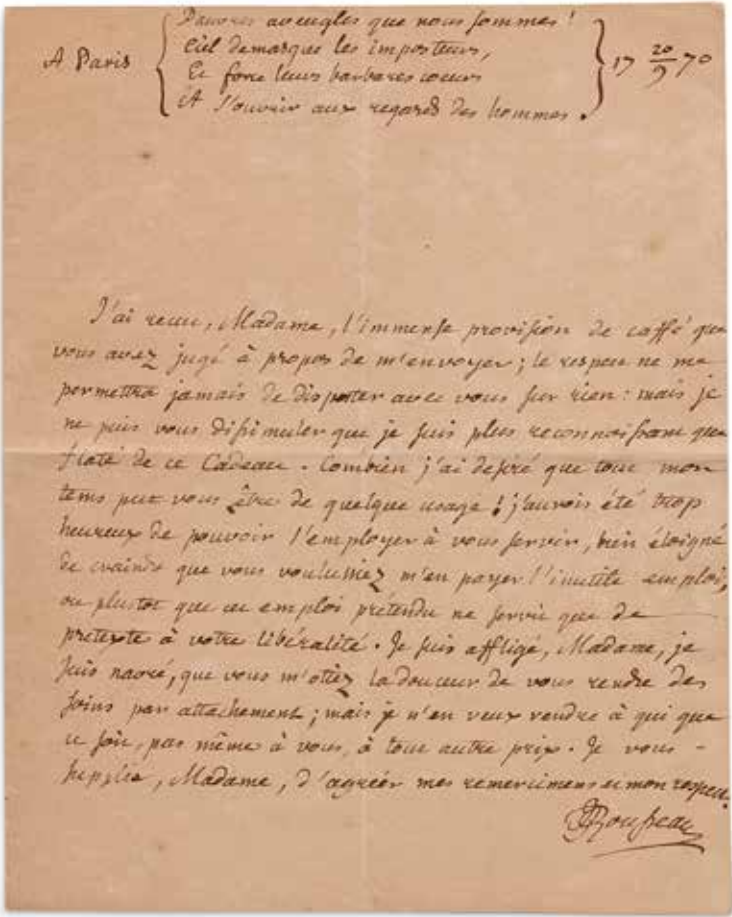 Pauvres aveugles que nous sommes !
Ciel demasque les imposteurs,
A Paris Et force leurs barbares coeurs 17 20/9 70
A s'ouvrir aux regards des hommes.
J'ai receu, Madame, l'immense provision de caffé que
vous avez jugé à propos de m'envoyer ; le respect ne me
permettra jamais de disputer avec vous sur rien : mais je
ne puis vous dissimuler que je suis plus reconnoissant que
flaté de ce Cadeau. Combien j'ai desiré que tout mon
tems put vous être de quelque usage ! j'aurois été trop
heureux de pouvoir l'employer à vous servir, bien éloigné
de craindre que vous voulussiez m'en payer l'inutile emploi,
ou plustot que cet emploi prétendu ne servit que de
pretexte à votre libéralité. Je suis affligé, Madame, je
suis navré, que vous m'otiez la douceur de vous rendre des
soins par attachement ; mais je n'en veux rendre à qui que
ce soit, pas même à vous, à tout autre prix. Je vous
supplie, Madame, d'agréer mes remercimens et mon respect.
JJRousseau